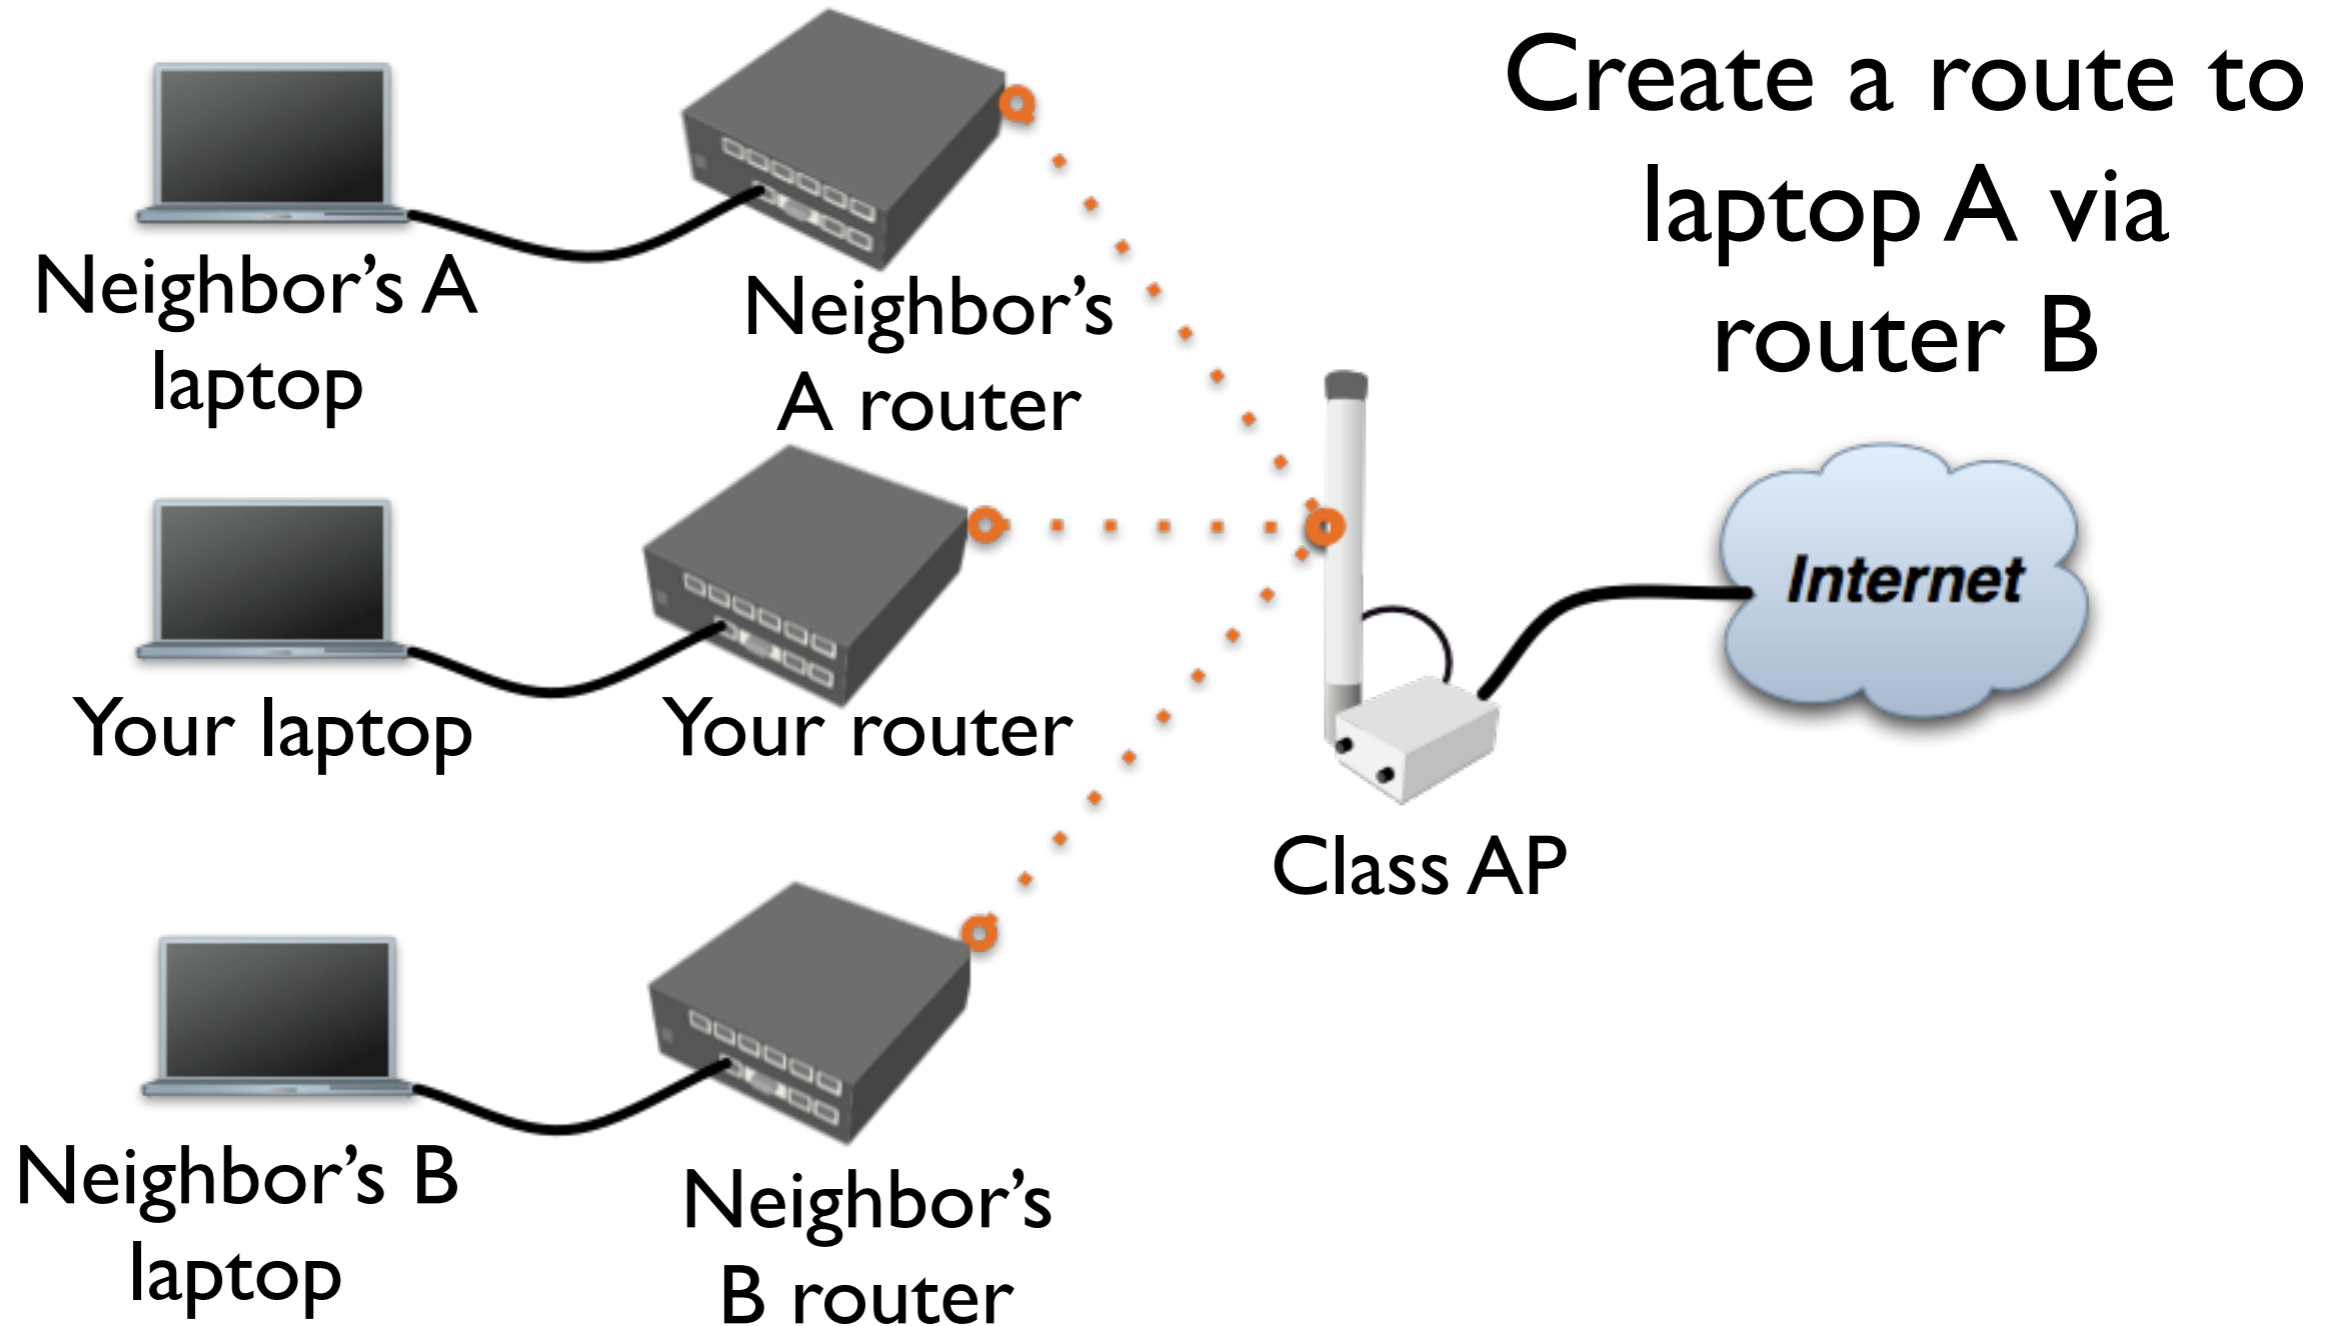 Create a route to
laptop A via
router B
Neighbor's A
laptop
Neighbor's
A router
Your laptop
Your router
Internet
Class AP
Neighbor's B
laptop
Neighbor's
B router